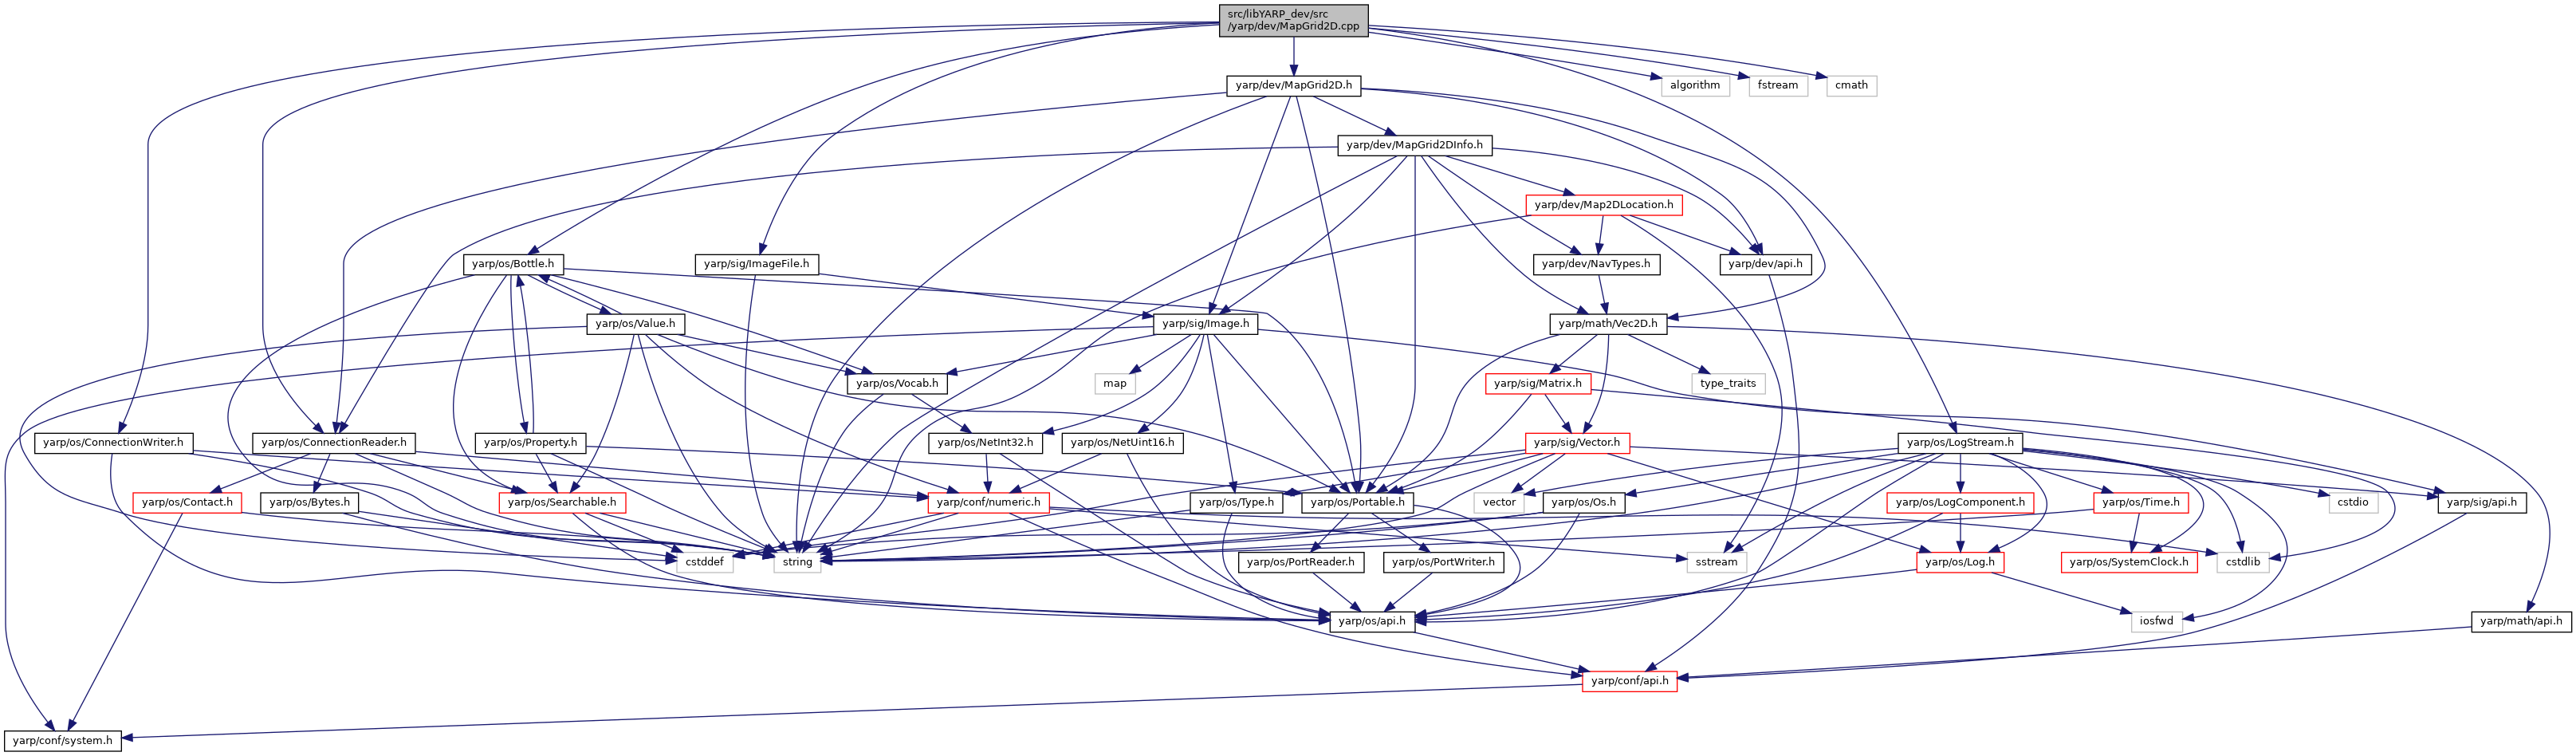 src/libYARP_dev/src
/yarp/dev/MapGrid2D.cpp
yarp/dev/MapGrid2D.h
algorithm
fstream
cmath
yarp/dev/MapGrid2DInfo.h
yarp/dev/Map2DLocation.h
yarp/os/Bottle.h
yarp/sig/ImageFile.h
yarp/dev/NavTypes.h
yarp/dev/api.h
yarp/os/Value.h
yarp/sig/Image.h
yarp/math/Vec2D.h
yarp/os/Vocab.h
map
yarp/sig/Matrix.h
type_traits
yarp/os/ConnectionWriter.h
yarp/os/ConnectionReader.h
yarp/os/Property.h
yarp/os/NetInt32.h
yarp/os/NetUint16.h
yarp/sig/Vector.h
yarp/os/LogStream.h
yarp/os/Contact.h
yarp/os/Bytes.h
yarp/os/Searchable.h
yarp/conf/numeric.h
yarp/os/Type.h
yarp/os/Portable.h
vector
yarp/os/Os.h
yarp/os/LogComponent.h
yarp/os/Time.h
cstdio
yarp/sig/api.h
cstddef
string
yarp/os/PortReader.h
yarp/os/PortWriter.h
sstream
yarp/os/Log.h
yarp/os/SystemClock.h
cstdlib
yarp/os/api.h
iosfwd
yarp/math/api.h
yarp/conf/api.h
yarp/conf/system.h